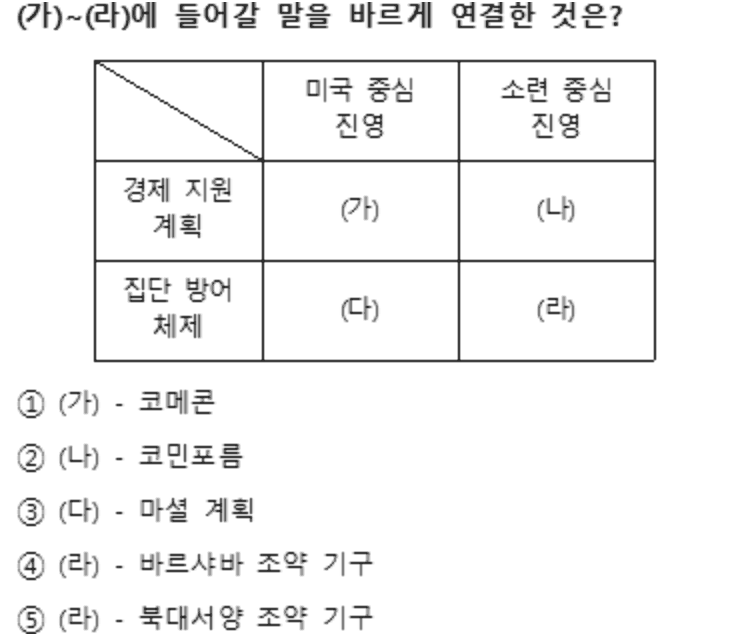 (가)~(라)에 들어갈 말을 바르게 연결한 것은?
미국 중심 소련 중심
진영 진영
경제 지원
계획
(가) (나)
집단 방어
체제
(다) (라)
① (가) - 코메콘
② (나) - 코민포름
③ (다) - 마셜 계획
④ (라) - 바르샤바 조약 기구
⑤ (라) - 북대서양 조약 기구